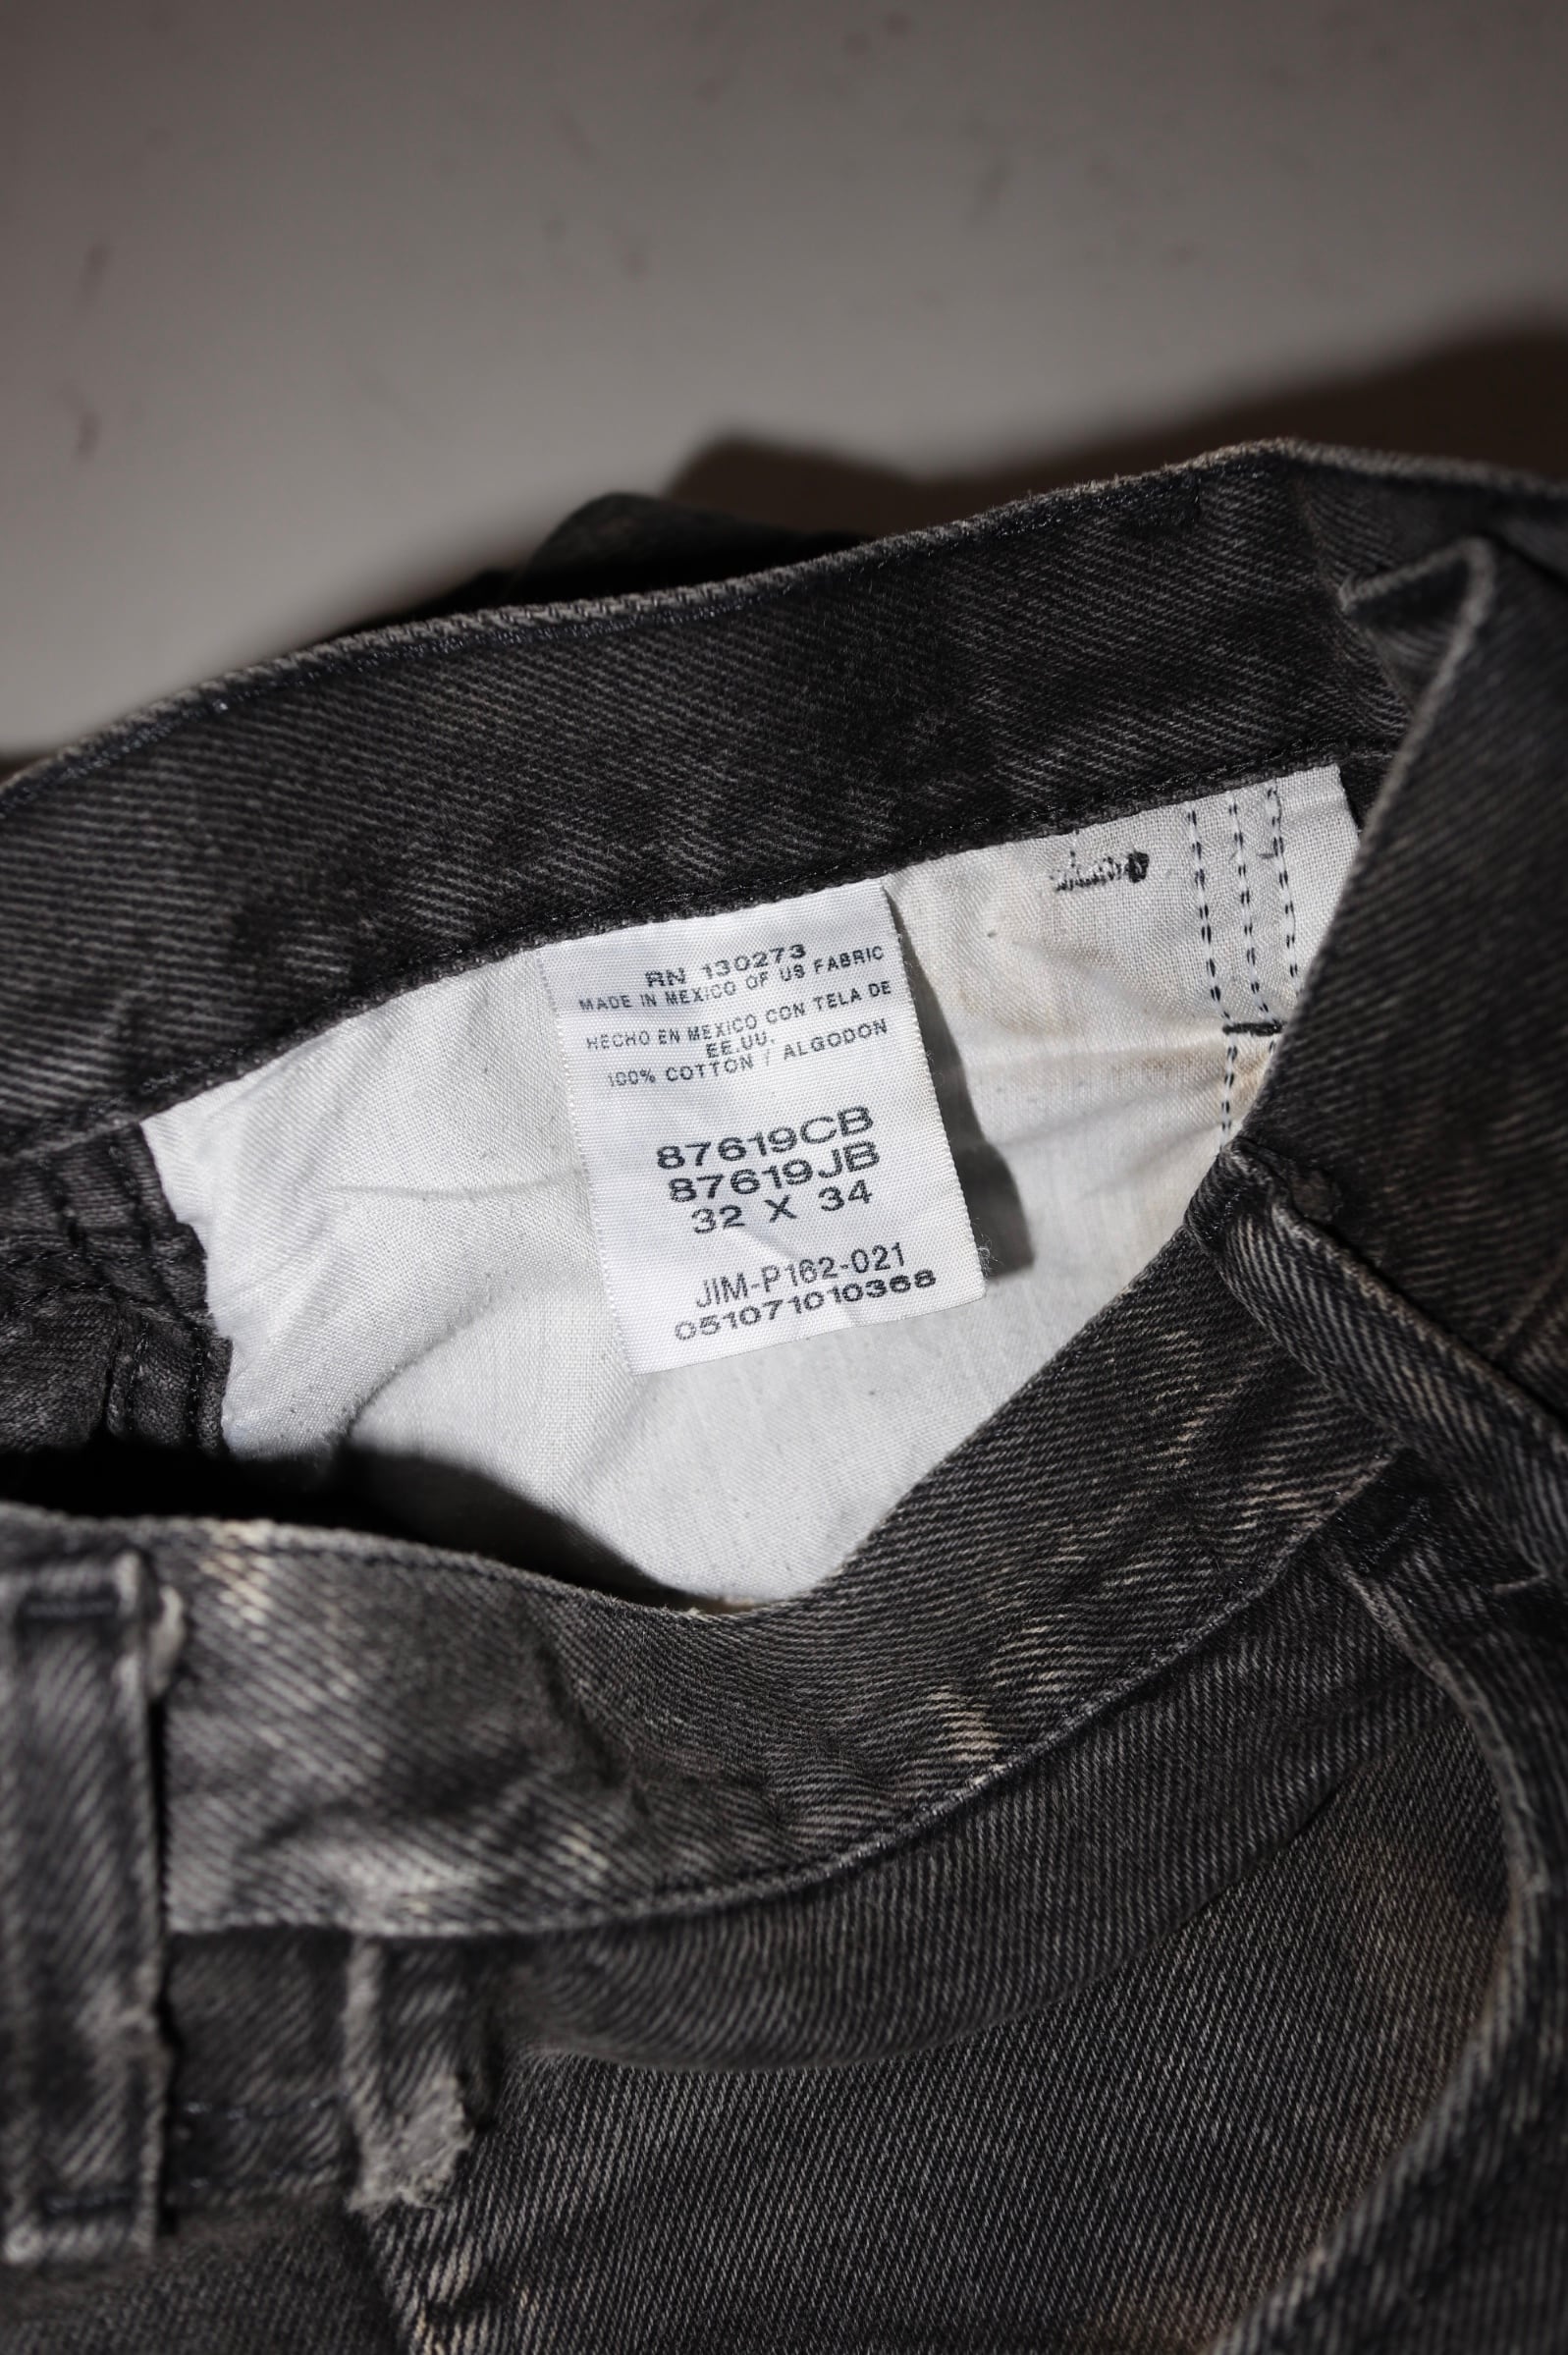 RN 130273
MADE IN MEXICO OF US FABRIC
HECHO EN MEXICO CON TELA DE
EE.UU.
100% COTTON / ALGODON
87619CB
87619JB
32 X 34
JIM-P162-021
051071010368